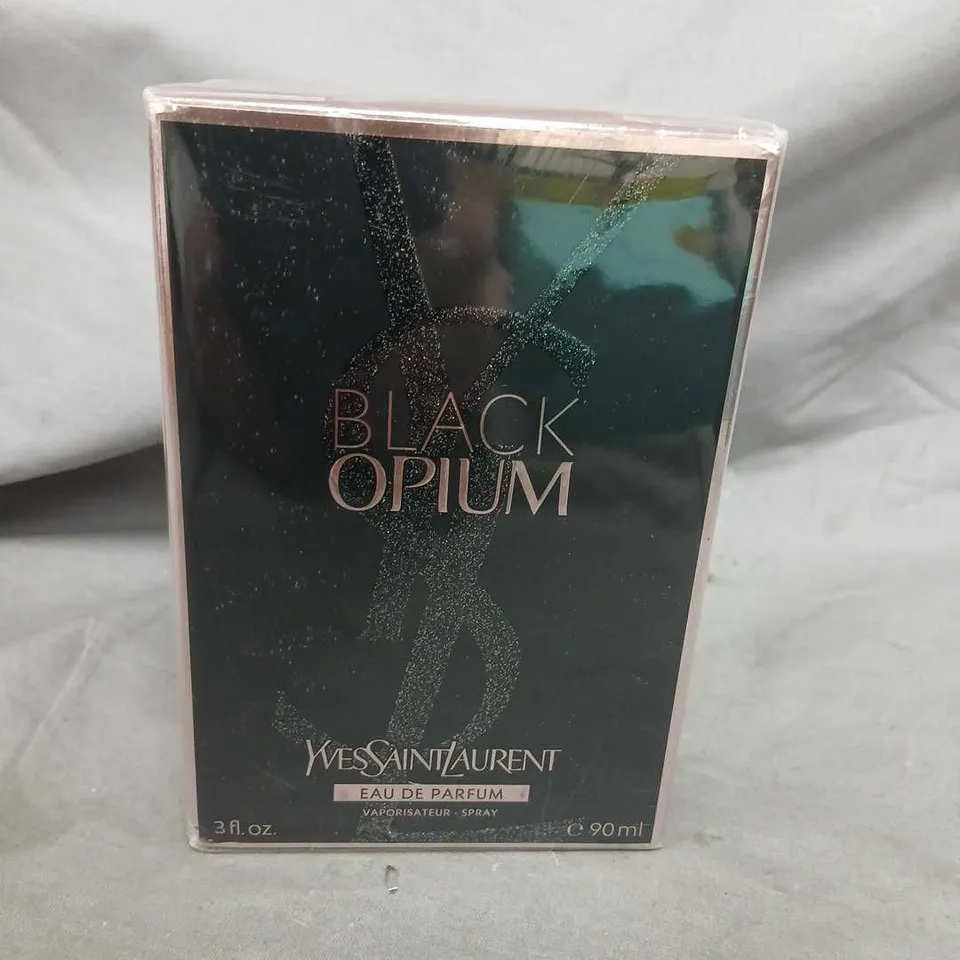 BLACK
OPIUM
YVESSAINTLAURENT
EAU DE PARFUM
VAPORISATEUR - SPRAY
3 fl. oz. ℮ 90 ml